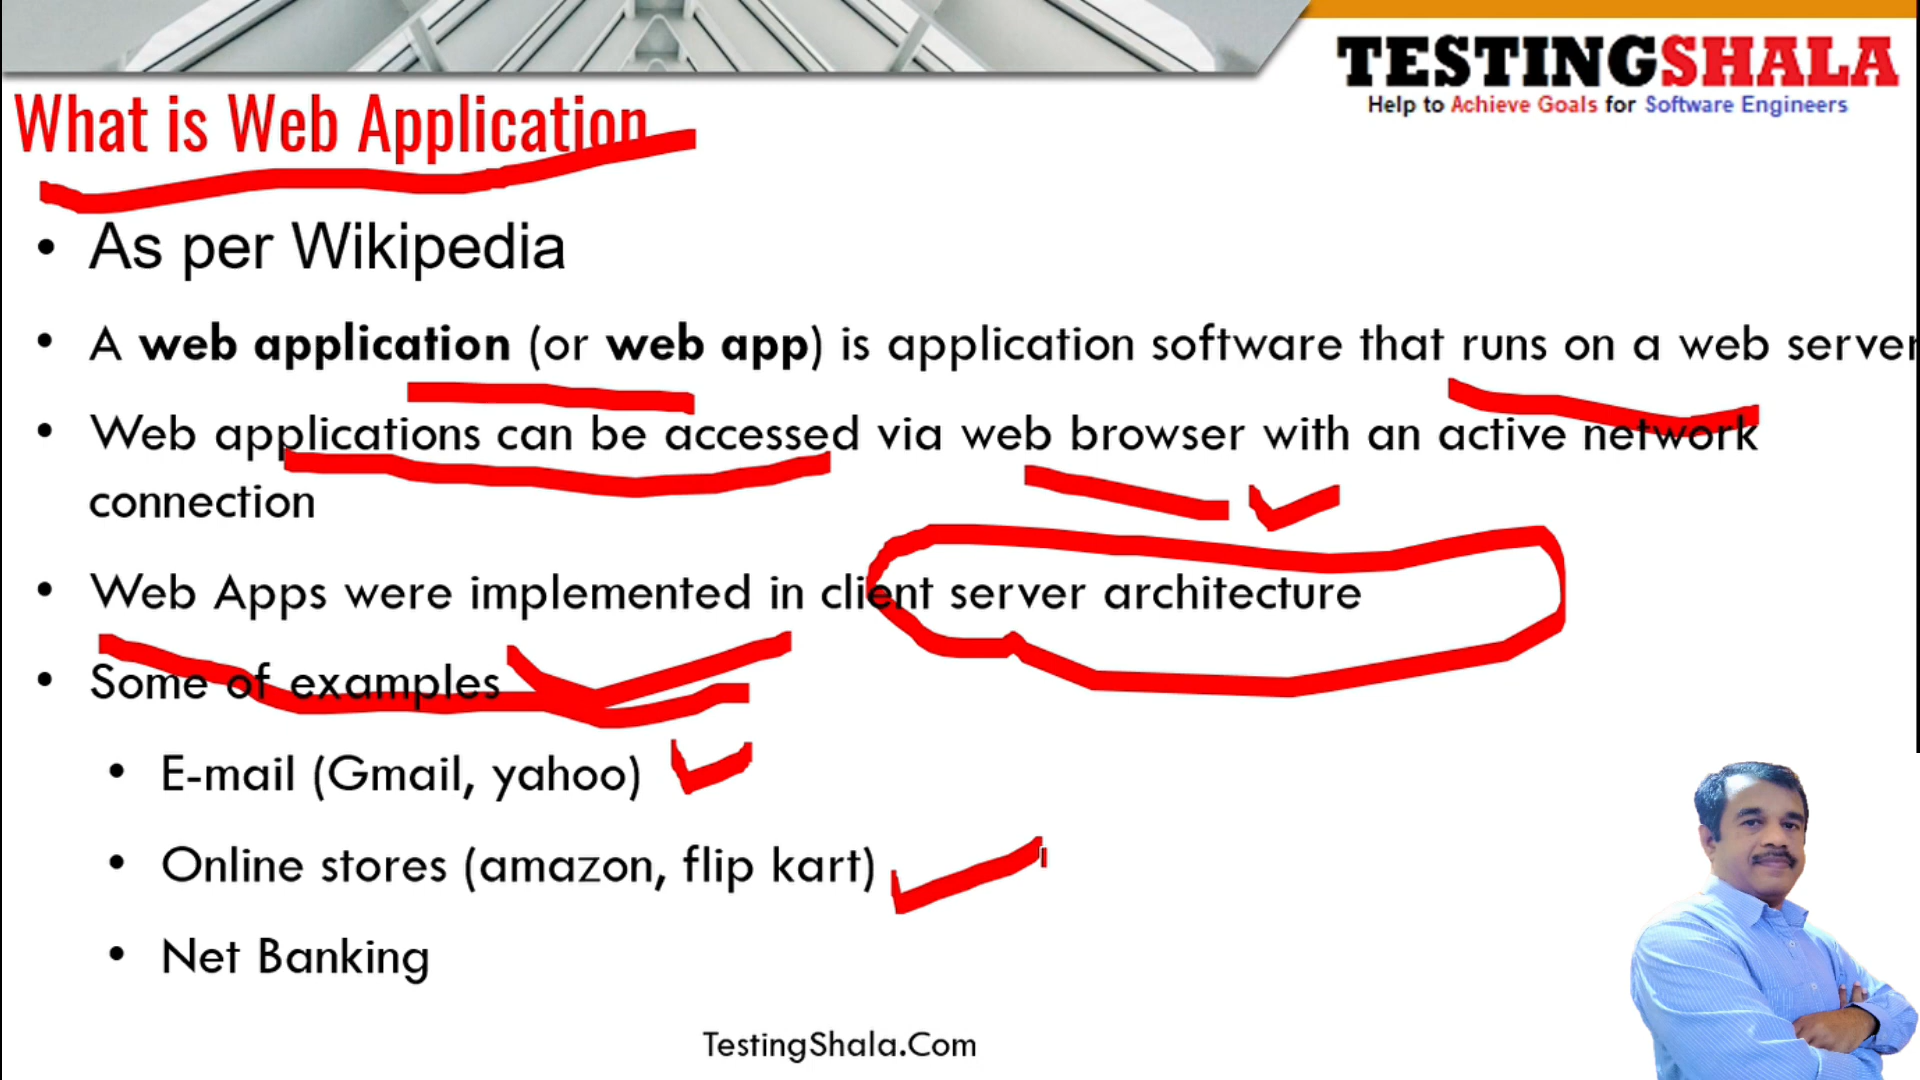 TESTINGSHALA
Help to Achieve Goals for Software Engineers
What is Web Application
• As per Wikipedia
• A web application (or web app) is application software that runs on a web server
• Web applications can be accessed via web browser with an active network
connection
• Web Apps were implemented in client server architecture
• Some of examples
• E-mail (Gmail, yahoo)
• Online stores (amazon, flip kart)
• Net Banking
TestingShala.Com